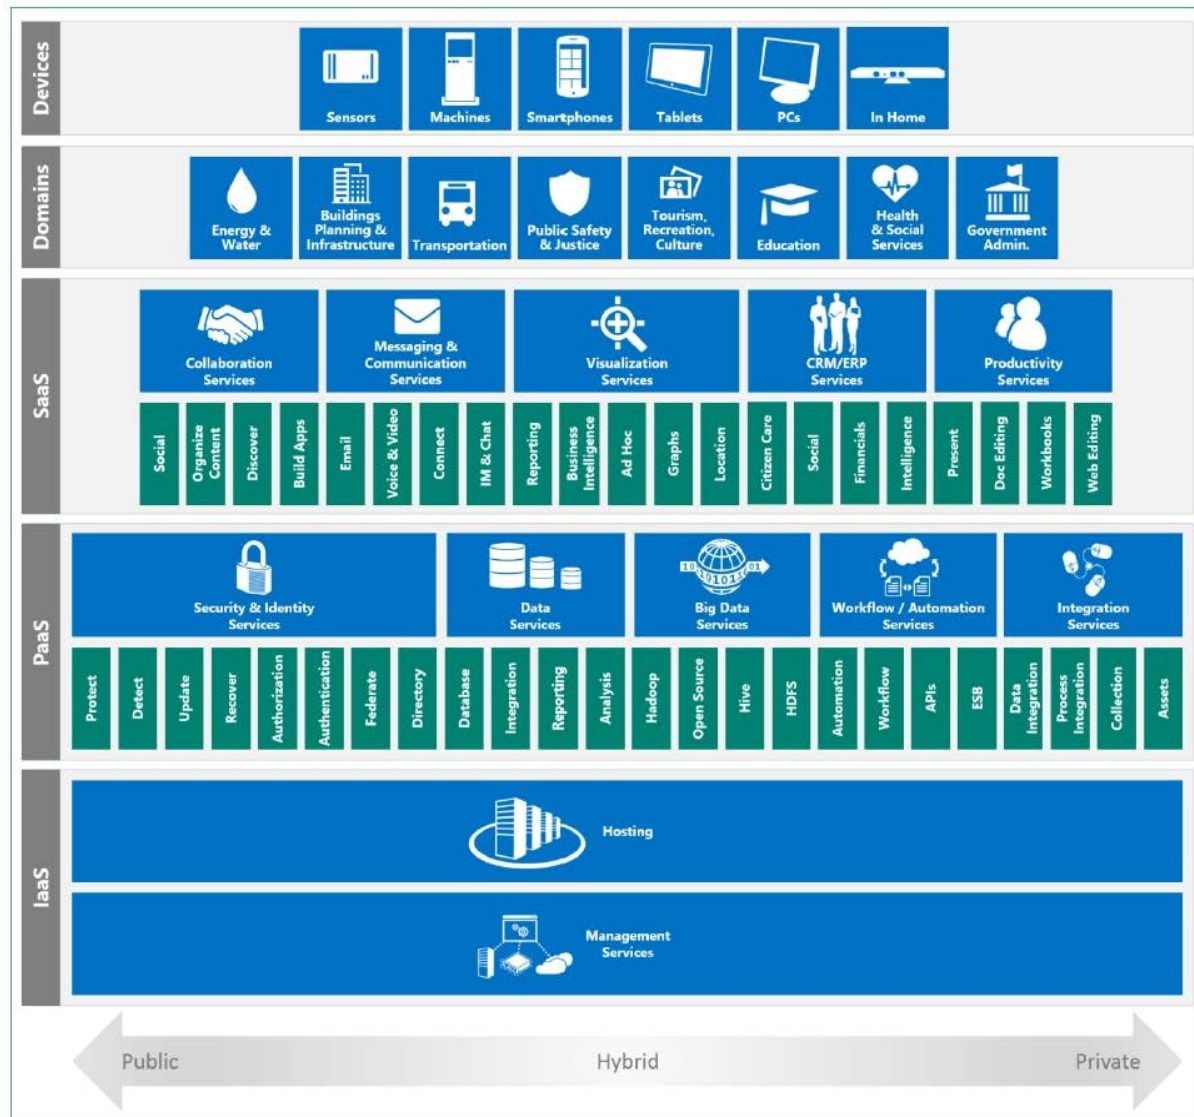 Devices
Sensors
Machines
Smartphones
Tablets
PCs
In Home
Domains
Energy &
Water
Buildings
Planning &
Infrastructure
Transportation
Public Safety
& Justice
Tourism,
Recreation,
Culture
Education
Health
& Social
Services
Government
Admin.
SaaS
Collaboration
Services
Messaging &
Communication
Services
Visualization
Services
CRM/ERP
Services
Productivity
Services
Social
Organize
Content
Discover
Build Apps
Email
Voice & Video
Connect
IM & Chat
Reporting
Business
Intelligence
Ad Hoc
Graphs
Location
Citizen Care
Social
Financials
Intelligence
Present
Doc Editing
Workbooks
Web Editing
PaaS
Security & Identity
Services
Data
Services
10 1010110 01
Big Data
Services
Workflow / Automation
Services
Integration
Services
Protect
Detect
Update
Recover
Authorization
Authentication
Federate
Directory
Database
Integration
Reporting
Analysis
Hadoop
Open Source
Hive
HDFS
Automation
Workflow
APIs
ESB
Data
Integration
Process
Integration
Collection
Assets
IaaS
Hosting
Management
Services
Public
Hybrid
Private